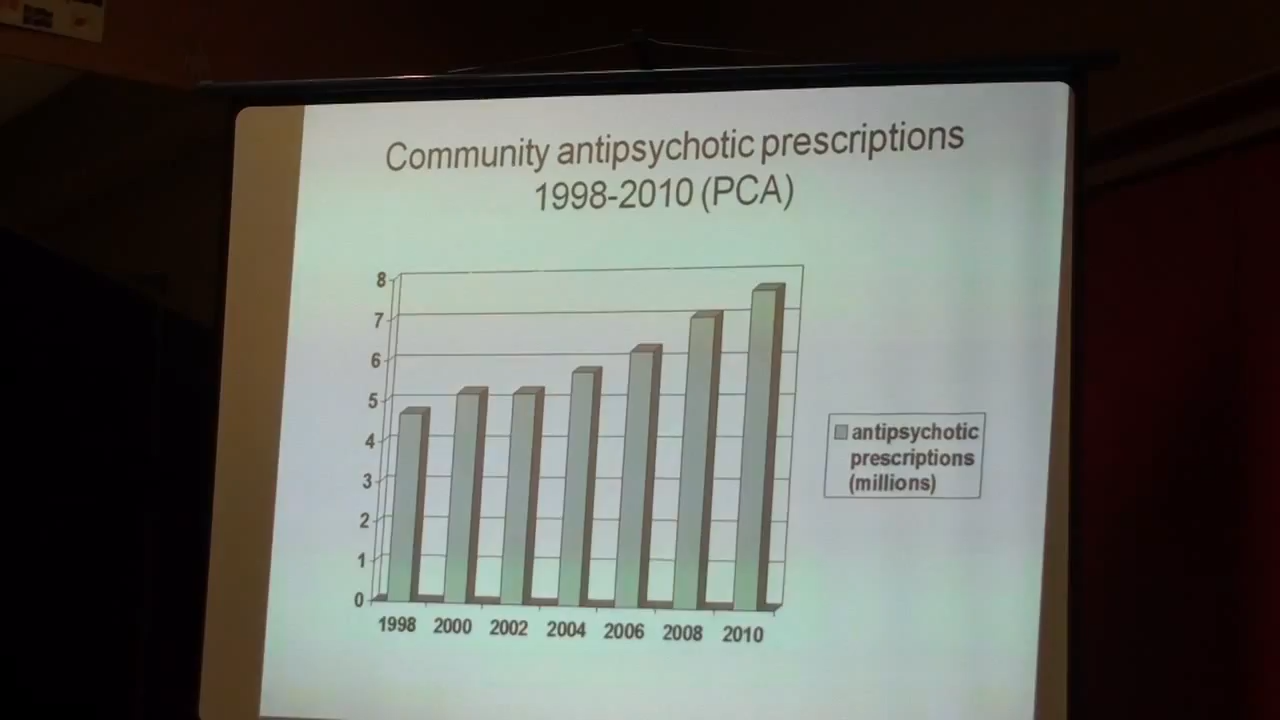 Community antipsychotic prescriptions
1998-2010 (PCA)
8
7
6
5
4
3
2
1
0
1998 2000 2002 2004 2006 2008 2010
antipsychotic
prescriptions
(millions)